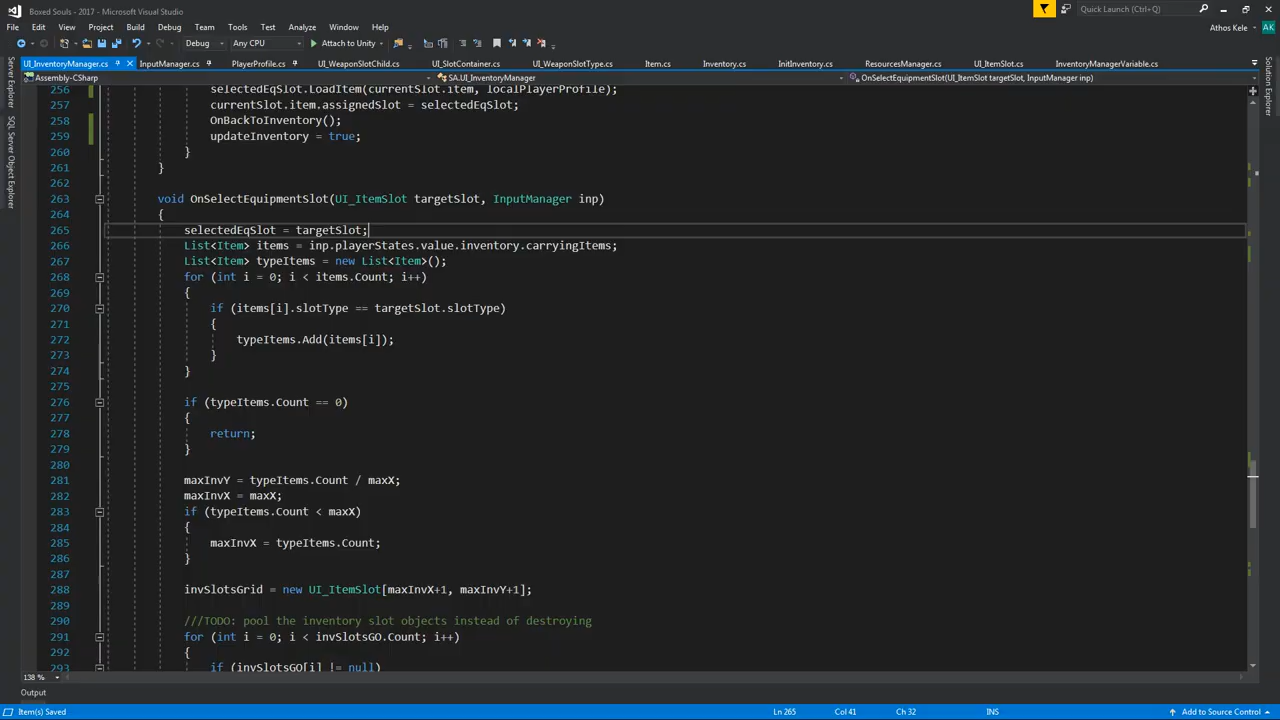 Boxed Souls - 2017 - Microsoft Visual Studio
Quick Launch (Ctrl+Q)
File Edit View Project Build Debug Team Tools Test Analyze Window Help
Athos Kele AK
Debug Any CPU Attach to Unity
UI_InventoryManager.cs InputManager.cs PlayerProfile.cs UI_WeaponSlotChild.cs UI_SlotContainer.cs UI_WeaponSlotType.cs Item.cs Inventory.cs InitInventory.cs ResourcesManager.cs UI_ItemSlot.cs InventoryManagerVariable.cs
Assembly-CSharp SA.UI_InventoryManager OnSelectEquipmentSlot(UI_ItemSlot targetSlot, InputManager inp)
Server Explorer
SQL Server Object Explorer
Solution Explorer
256 selectedEqSlot.LoadItem(currentSlot.item, localPlayerProfile);
257 currentSlot.item.assignedSlot = selectedEqSlot;
258 OnBackToInventory();
259 updateInventory = true;
260 }
261 }
262
263 void OnSelectEquipmentSlot(UI_ItemSlot targetSlot, InputManager inp)
264 {
265 selectedEqSlot = targetSlot;
266 List<Item> items = inp.playerStates.value.inventory.carryingItems;
267 List<Item> typeItems = new List<Item>();
268 for (int i = 0; i < items.Count; i++)
269 {
270 if (items[i].slotType == targetSlot.slotType)
271 {
272 typeItems.Add(items[i]);
273 }
274 }
275
276 if (typeItems.Count == 0)
277 {
278 return;
279 }
280
281 maxInvY = typeItems.Count / maxX;
282 maxInvX = maxX;
283 if (typeItems.Count < maxX)
284 {
285 maxInvX = typeItems.Count;
286 }
287
288 invSlotsGrid = new UI_ItemSlot[maxInvX+1, maxInvY+1];
289
290 ///TODO: pool the inventory slot objects instead of destroying
291 for (int i = 0; i < invSlotsGO.Count; i++)
292 {
293 if (invSlotsGO[i] != null)
138 %
Output
Item(s) Saved Ln 265 Col 41 Ch 32 INS Add to Source Control